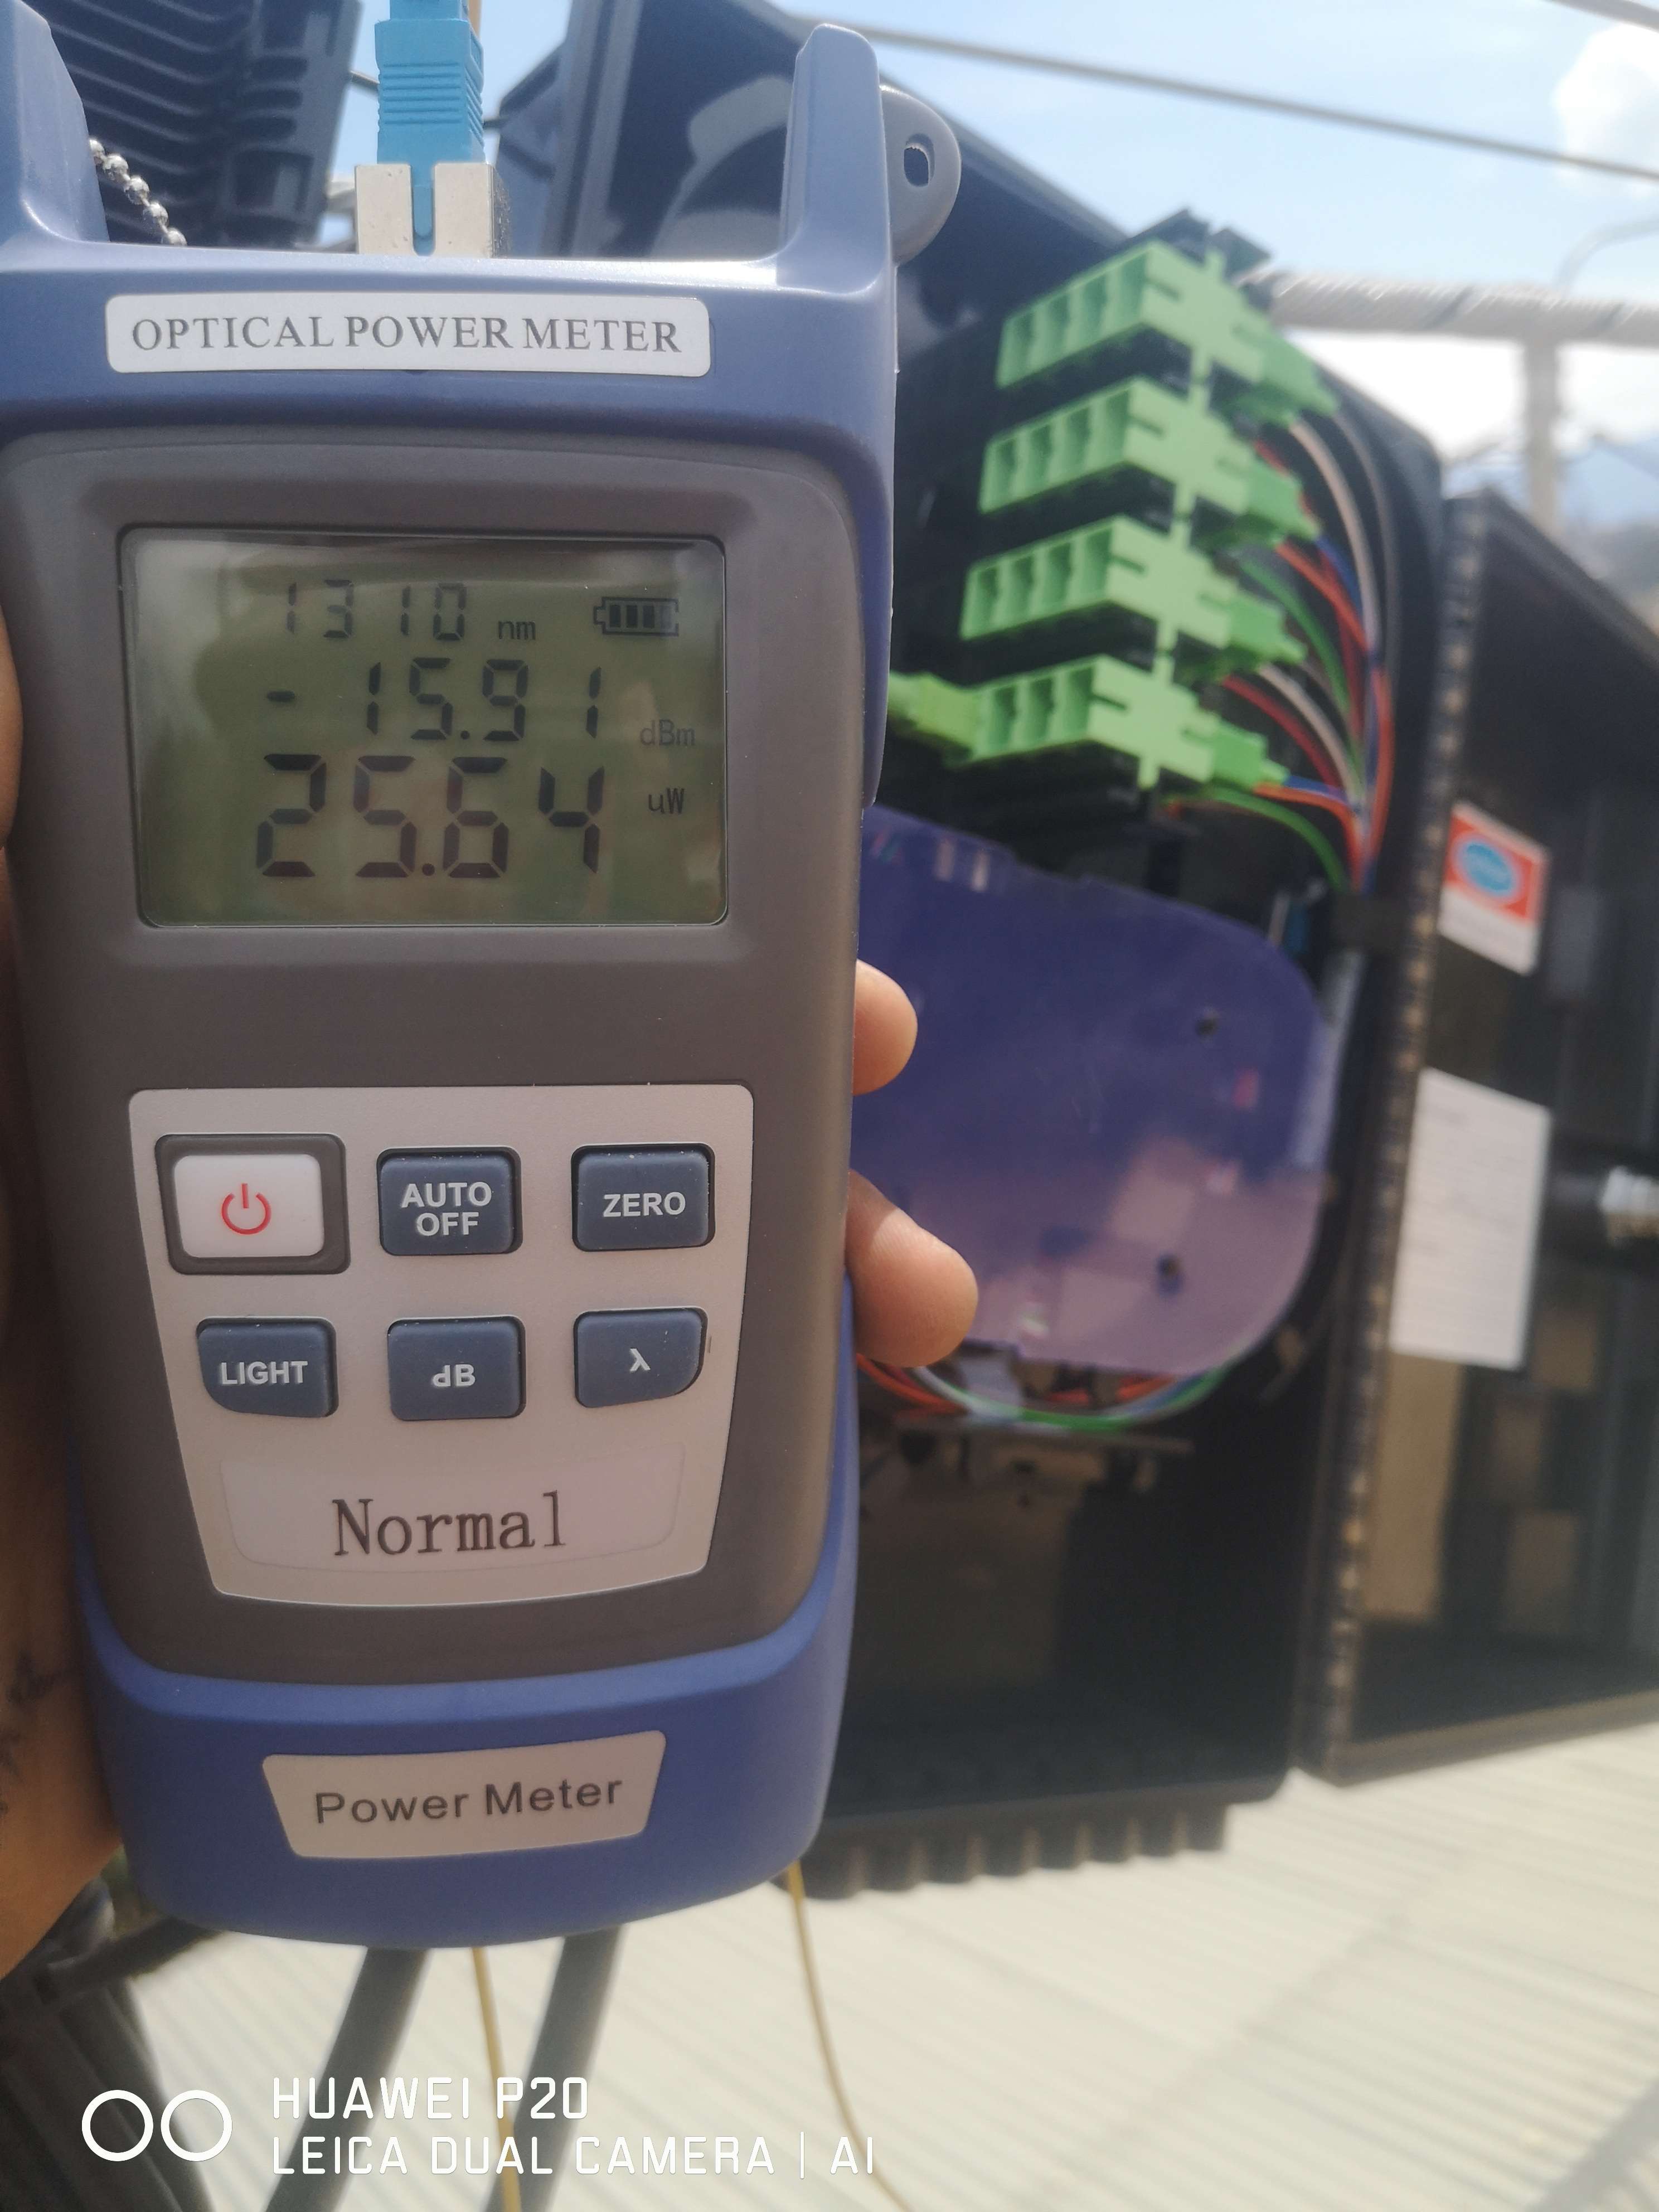 OPTICAL POWER METER
1310 nm
-15.91 dBm
25.64 uW
AUTO OFF
ZERO
LIGHT
dB
λ
Normal
Power Meter
HUAWEI P20
LEICA DUAL CAMERA | AI